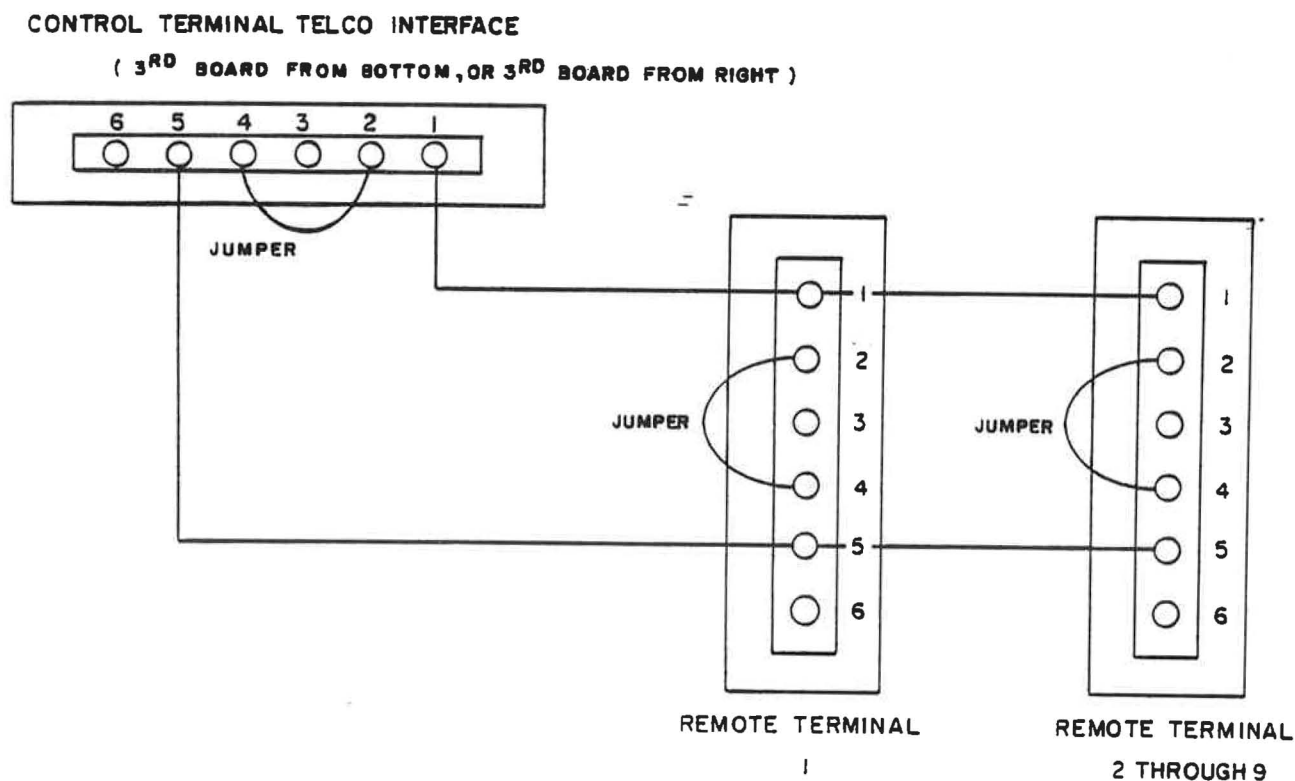 CONTROL TERMINAL TELCO INTERFACE
( 3RD BOARD FROM BOTTOM, OR 3RD BOARD FROM RIGHT )
6 5 4 3 2 1
JUMPER
1 1
2 2
JUMPER 3 JUMPER 3
4 4
5 5
6 6
REMOTE TERMINAL
1
REMOTE TERMINAL
2 THROUGH 9